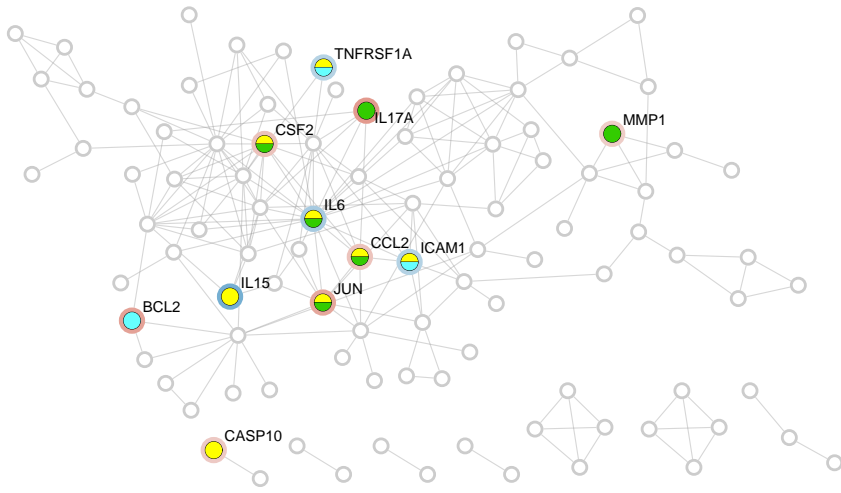 TNFRSF1A
IL17A
MMP1
CSF2
IL6
CCL2
ICAM1
IL15
JUN
BCL2
CASP10